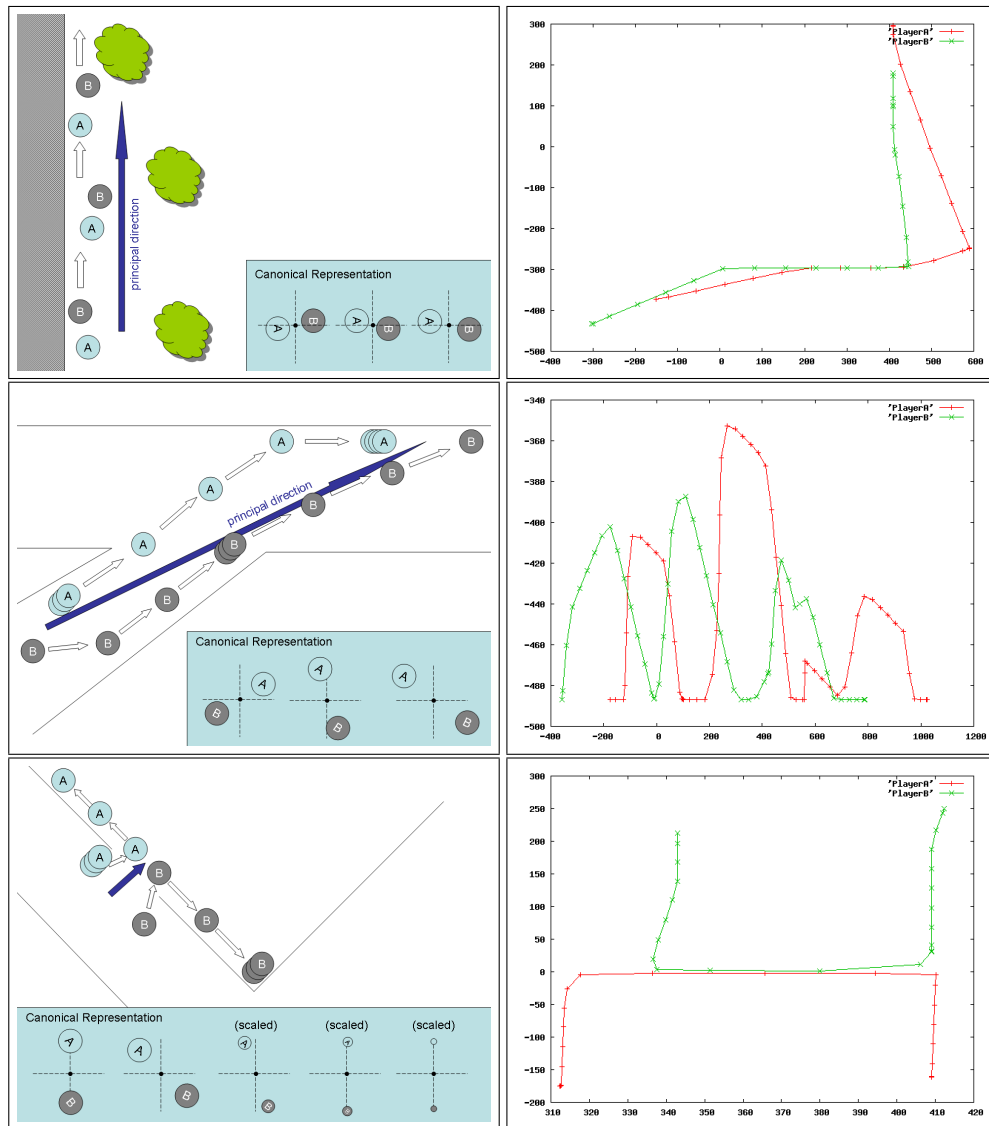 B
A
B
A
B
A
principal direction
Canonical Representation
A B A B A B
'PlayerA'
'PlayerB'
300
200
100
0
-100
-200
-300
-400
-500
-400 -300 -200 -100 0 100 200 300 400 500 600
A
A
B
A
B
principal direction
B
A
B
A
B
B
B
B
Canonical Representation
A B A B A B
'PlayerA'
'PlayerB'
-340
-360
-380
-400
-420
-440
-460
-480
-500
-400 -200 0 200 400 600 800 1000 1200
A
A
A
A
B
B
B
B
Canonical Representation
(scaled) (scaled) (scaled)
A A A A
B B B B
'PlayerA'
'PlayerB'
300
250
200
150
100
50
0
-50
-100
-150
-200
310 320 330 340 350 360 370 380 390 400 410 420